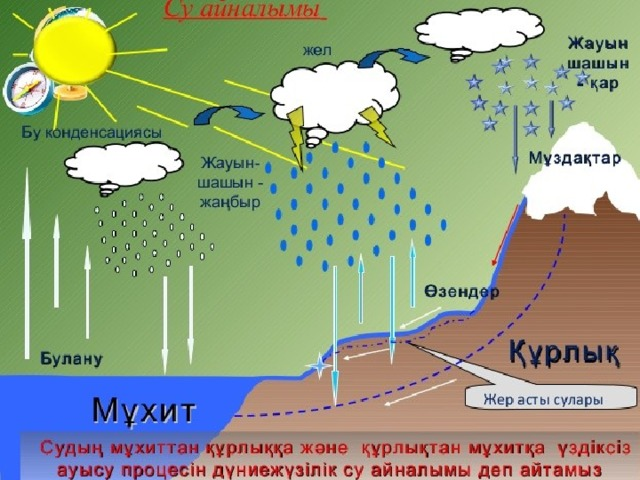 Су айналымы
жел
Жауын
шашын
- қар
Бу конденсациясы
Жауын-
шашын -
жаңбыр
Мұздақтар
Өзендер
Булану
Құрлық
Мұхит
Жер асты сулары
Судың мұхиттан құрлыққа және құрлықтан мұхитқа үздіксіз
ауысу процесін дүниежүзілік су айналымы деп айтамыз